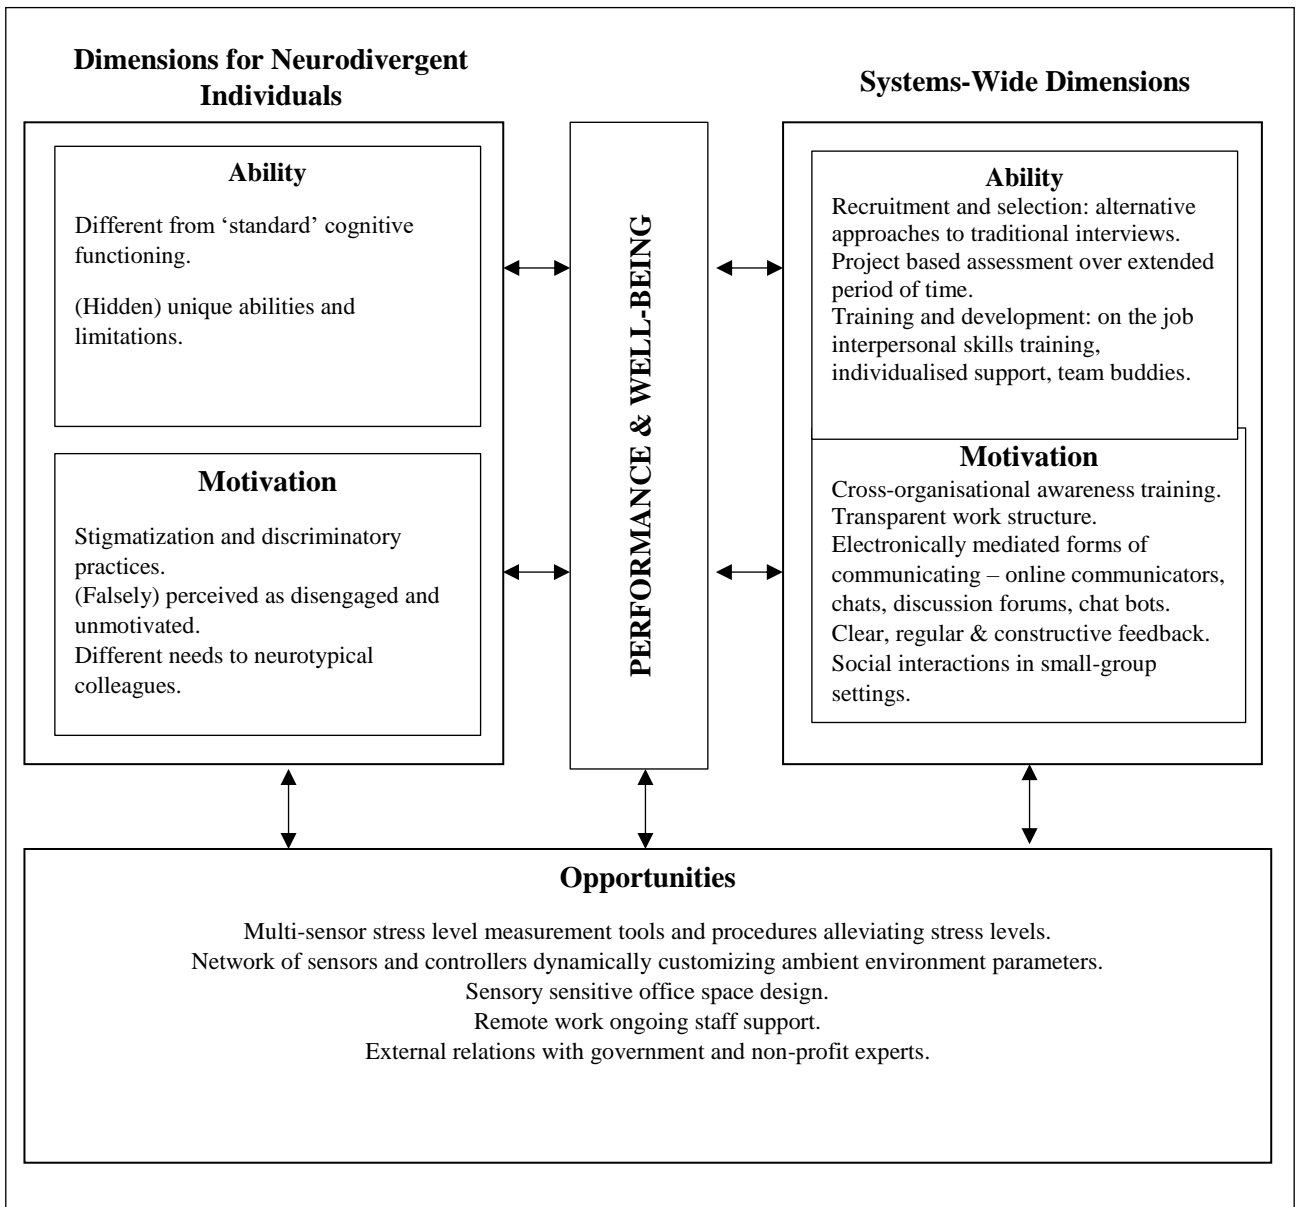 Dimensions for Neurodivergent
Individuals
Ability
Different from ‘standard’ cognitive
functioning.
(Hidden) unique abilities and
limitations.
Motivation
Stigmatization and discriminatory
practices.
(Falsely) perceived as disengaged and
unmotivated.
Different needs to neurotypical
colleagues.
PERFORMANCE & WELL-BEING
Systems-Wide Dimensions
Ability
Recruitment and selection: alternative
approaches to traditional interviews.
Project based assessment over extended
period of time.
Training and development: on the job
interpersonal skills training,
individualised support, team buddies.
Motivation
Cross-organisational awareness training.
Transparent work structure.
Electronically mediated forms of
communicating – online communicators,
chats, discussion forums, chat bots.
Clear, regular & constructive feedback.
Social interactions in small-group
settings.
Opportunities
Multi-sensor stress level measurement tools and procedures alleviating stress levels.
Network of sensors and controllers dynamically customizing ambient environment parameters.
Sensory sensitive office space design.
Remote work ongoing staff support.
External relations with government and non-profit experts.